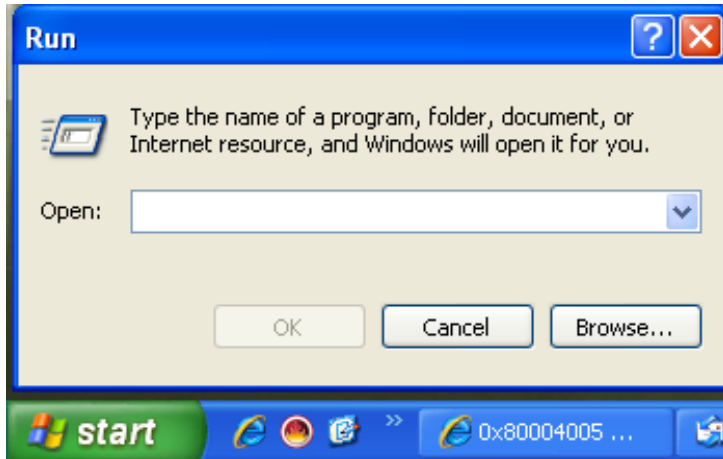 Run
Type the name of a program, folder, document, or
Internet resource, and Windows will open it for you.
Open:
OK Cancel Browse...
start 0x80004005 ...